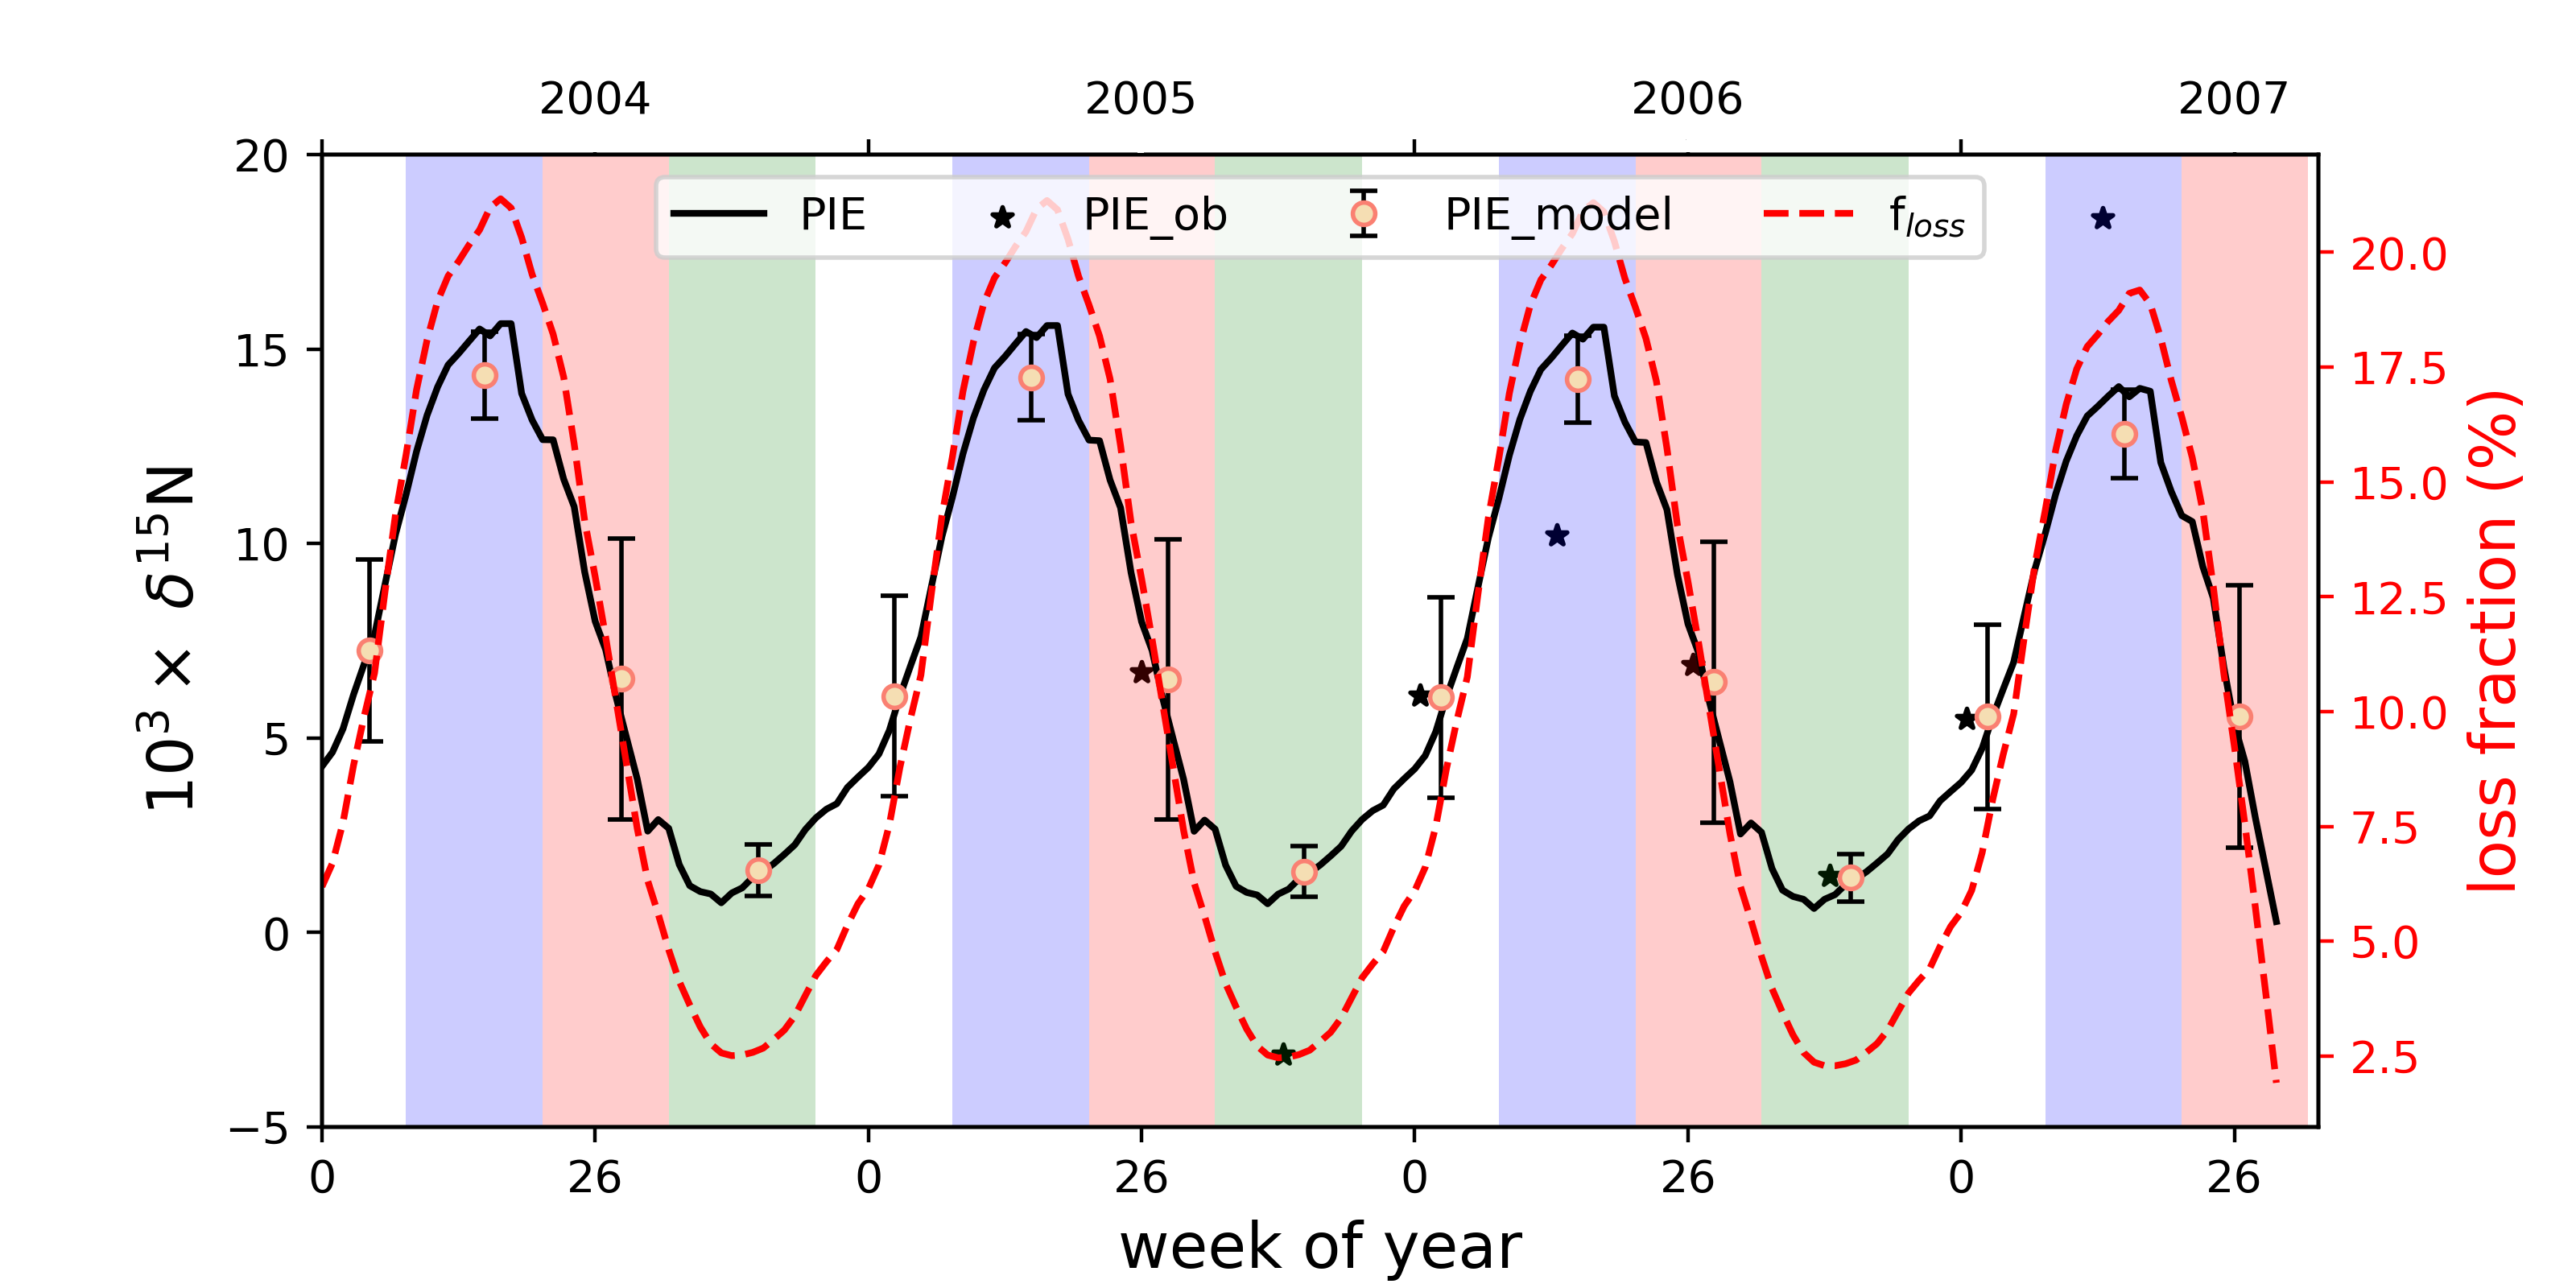 2004 2005 2006 2007
PIE PIE_ob PIE_model f_loss
20
15
10
5
0
−5
20.0
17.5
15.0
12.5
10.0
7.5
5.0
2.5
10³ × δ¹⁵N
loss fraction (%)
0 26 0 26 0 26 0 26
week of year